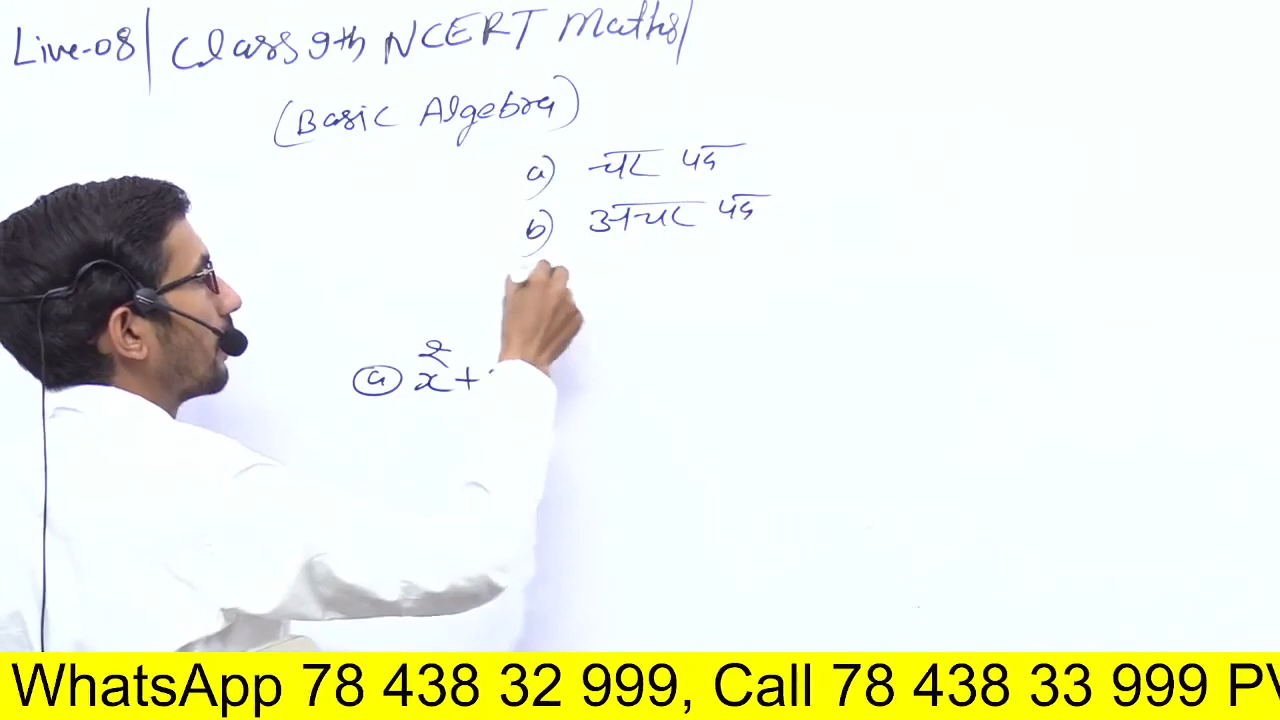 Live-08| Class 9th NCERT Maths|
(Basic Algebra)
a) चर पद
b) अचर पद
(a) x² +
WhatsApp 78 438 32 999, Call 78 438 33 999 PV